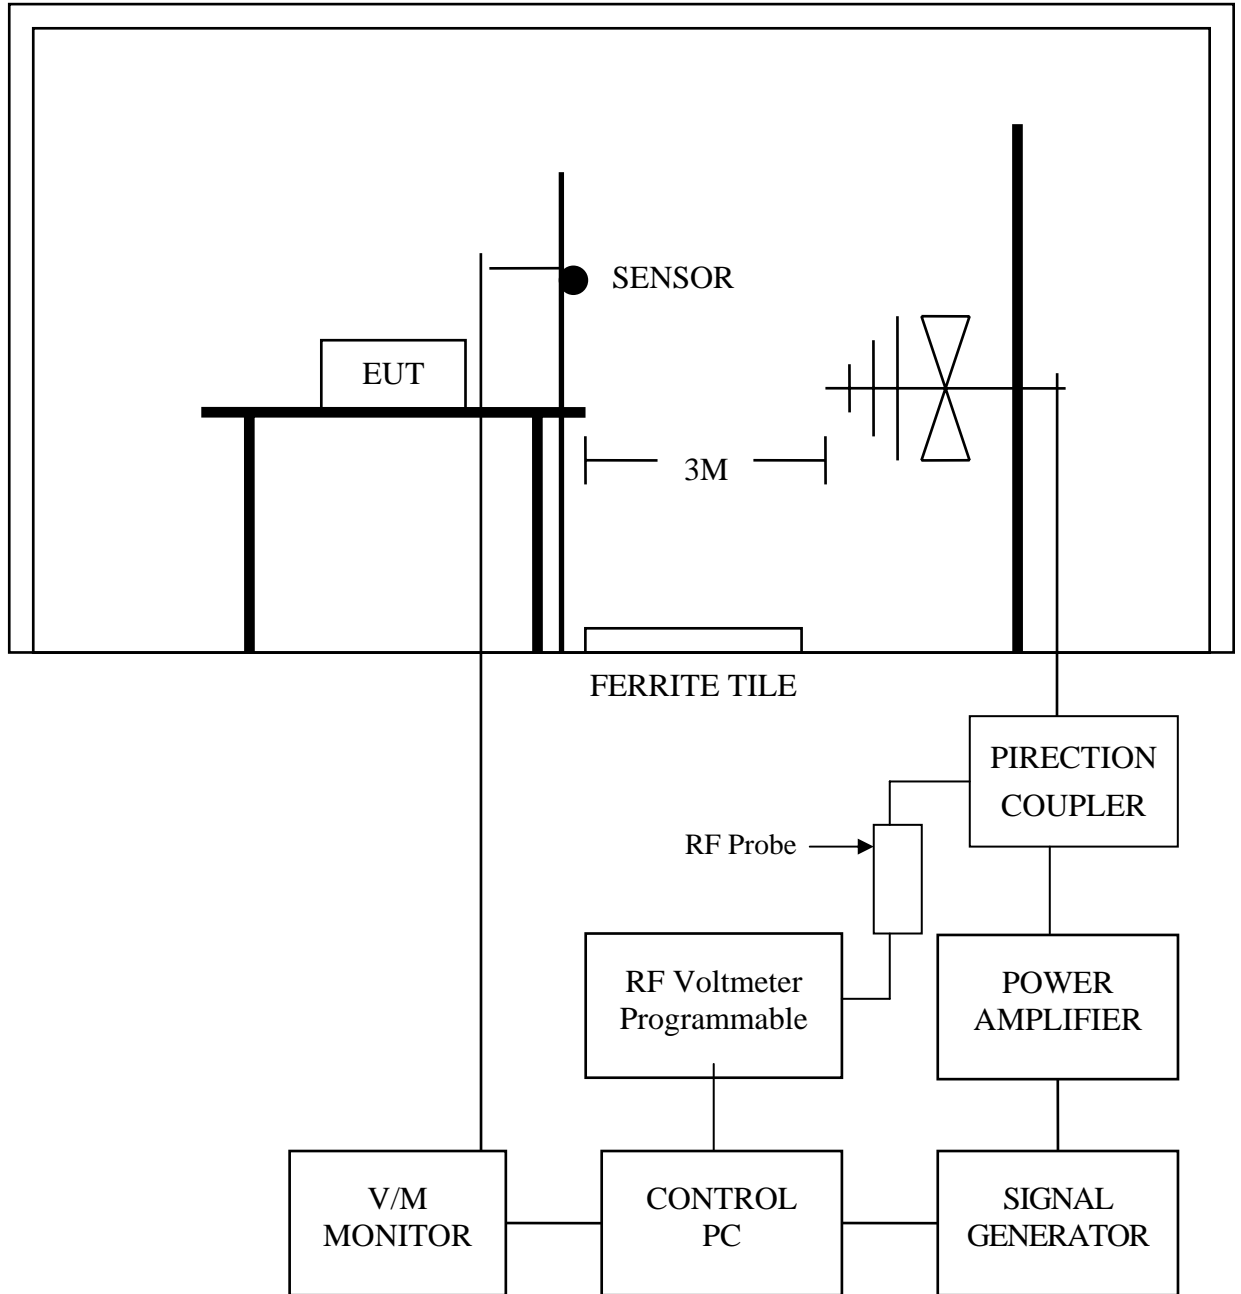 SENSOR
EUT
3M
FERRITE TILE
PIRECTION
COUPLER
RF Probe
RF Voltmeter
Programmable
POWER
AMPLIFIER
V/M
MONITOR
CONTROL
PC
SIGNAL
GENERATOR